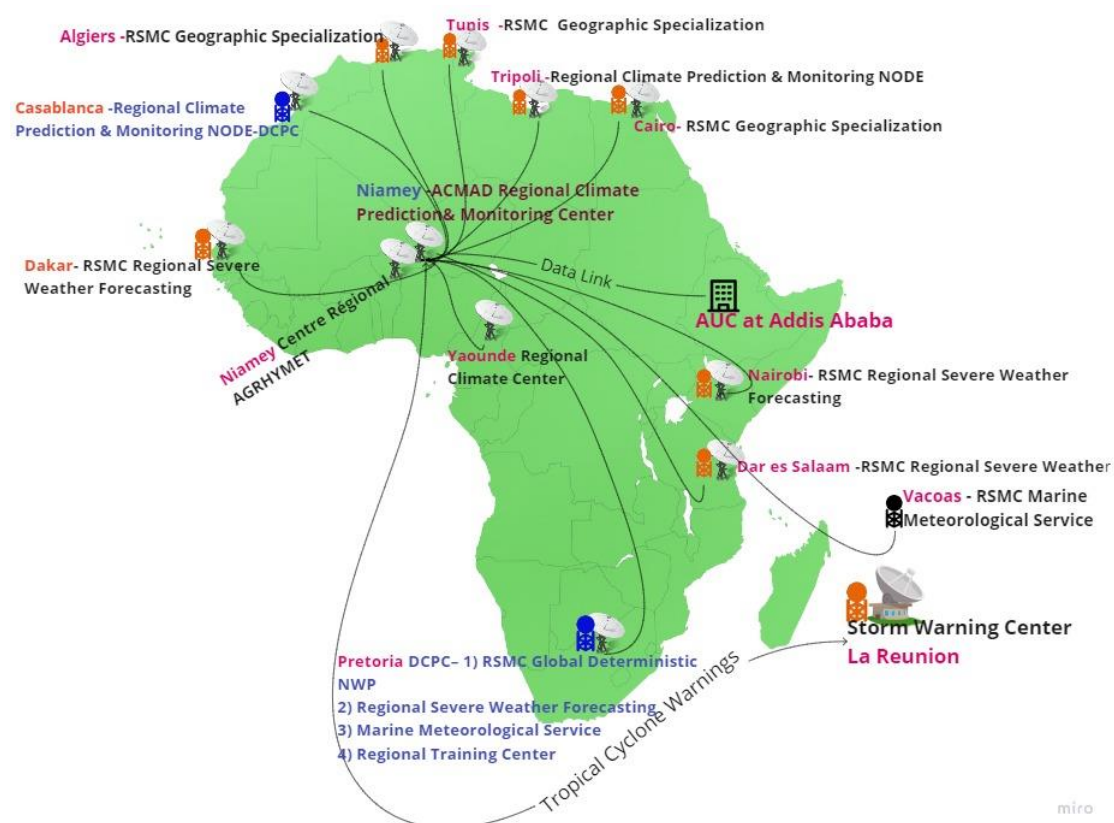 Tunis -RSMC Geographic Specialization
Algiers -RSMC Geographic Specialization
Tripoli -Regional Climate Prediction & Monitoring NODE
Casablanca -Regional Climate
Prediction & Monitoring NODE-DCPC
Cairo- RSMC Geographic Specialization
Niamey -ACMAD Regional Climate
Prediction& Monitoring Center
Dakar- RSMC Regional Severe
Weather Forecasting
Data Link
Niamey Centre Régional
AGRHYMET
AUC at Addis Ababa
Yaounde Regional
Climate Center
Nairobi- RSMC Regional Severe Weather
Forecasting
Dar es Salaam -RSMC Regional Severe Weather
Vacoas - RSMC Marine
Meteorological Service
Storm Warning Center
La Reunion
Pretoria DCPC– 1) RSMC Global Deterministic
NWP
2) Regional Severe Weather Forecasting
3) Marine Meteorological Service
4) Regional Training Center
Tropical Cyclone Warnings
miro